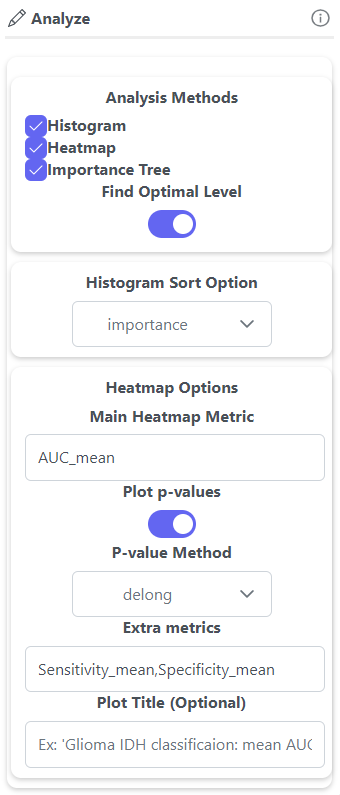 Analyze
Analysis Methods
Histogram
Heatmap
Importance Tree
Find Optimal Level
Histogram Sort Option
importance
Heatmap Options
Main Heatmap Metric
AUC_mean
Plot p-values
P-value Method
delong
Extra metrics
Sensitivity_mean,Specificity_mean
Plot Title (Optional)
Ex: 'Glioma IDH classificaion: mean AUC